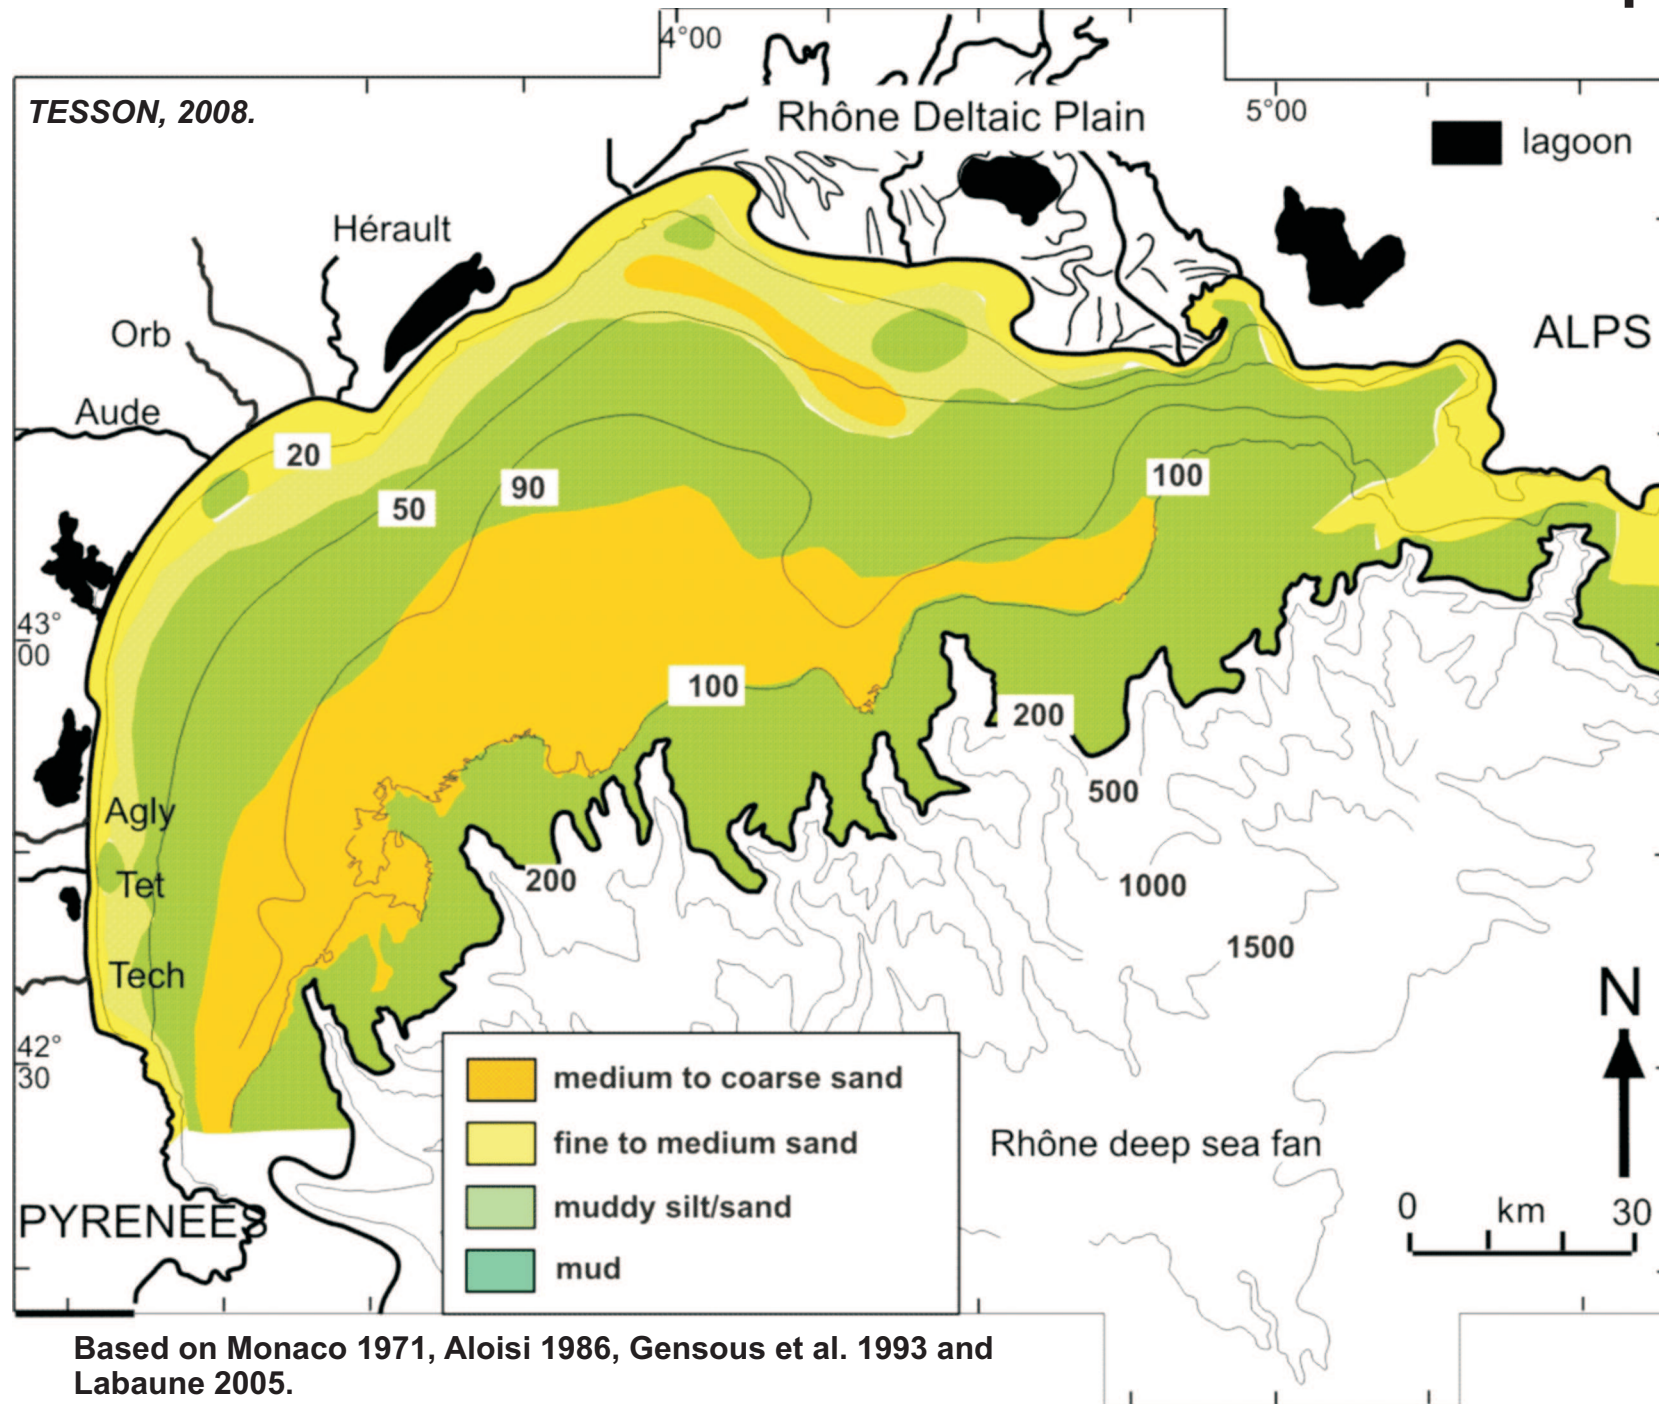 4°00
TESSON, 2008.
Rhône Deltaic Plain
5°00
lagoon
Hérault
Orb
ALPS
Aude
20
50
90
100
43°
00
100
200
Agly
500
Tet
200
1000
1500
Tech
N
42°
30
medium to coarse sand
fine to medium sand
muddy silt/sand
mud
Rhône deep sea fan
0 km 30
PYRENEES
Based on Monaco 1971, Aloisi 1986, Gensous et al. 1993 and
Labaune 2005.